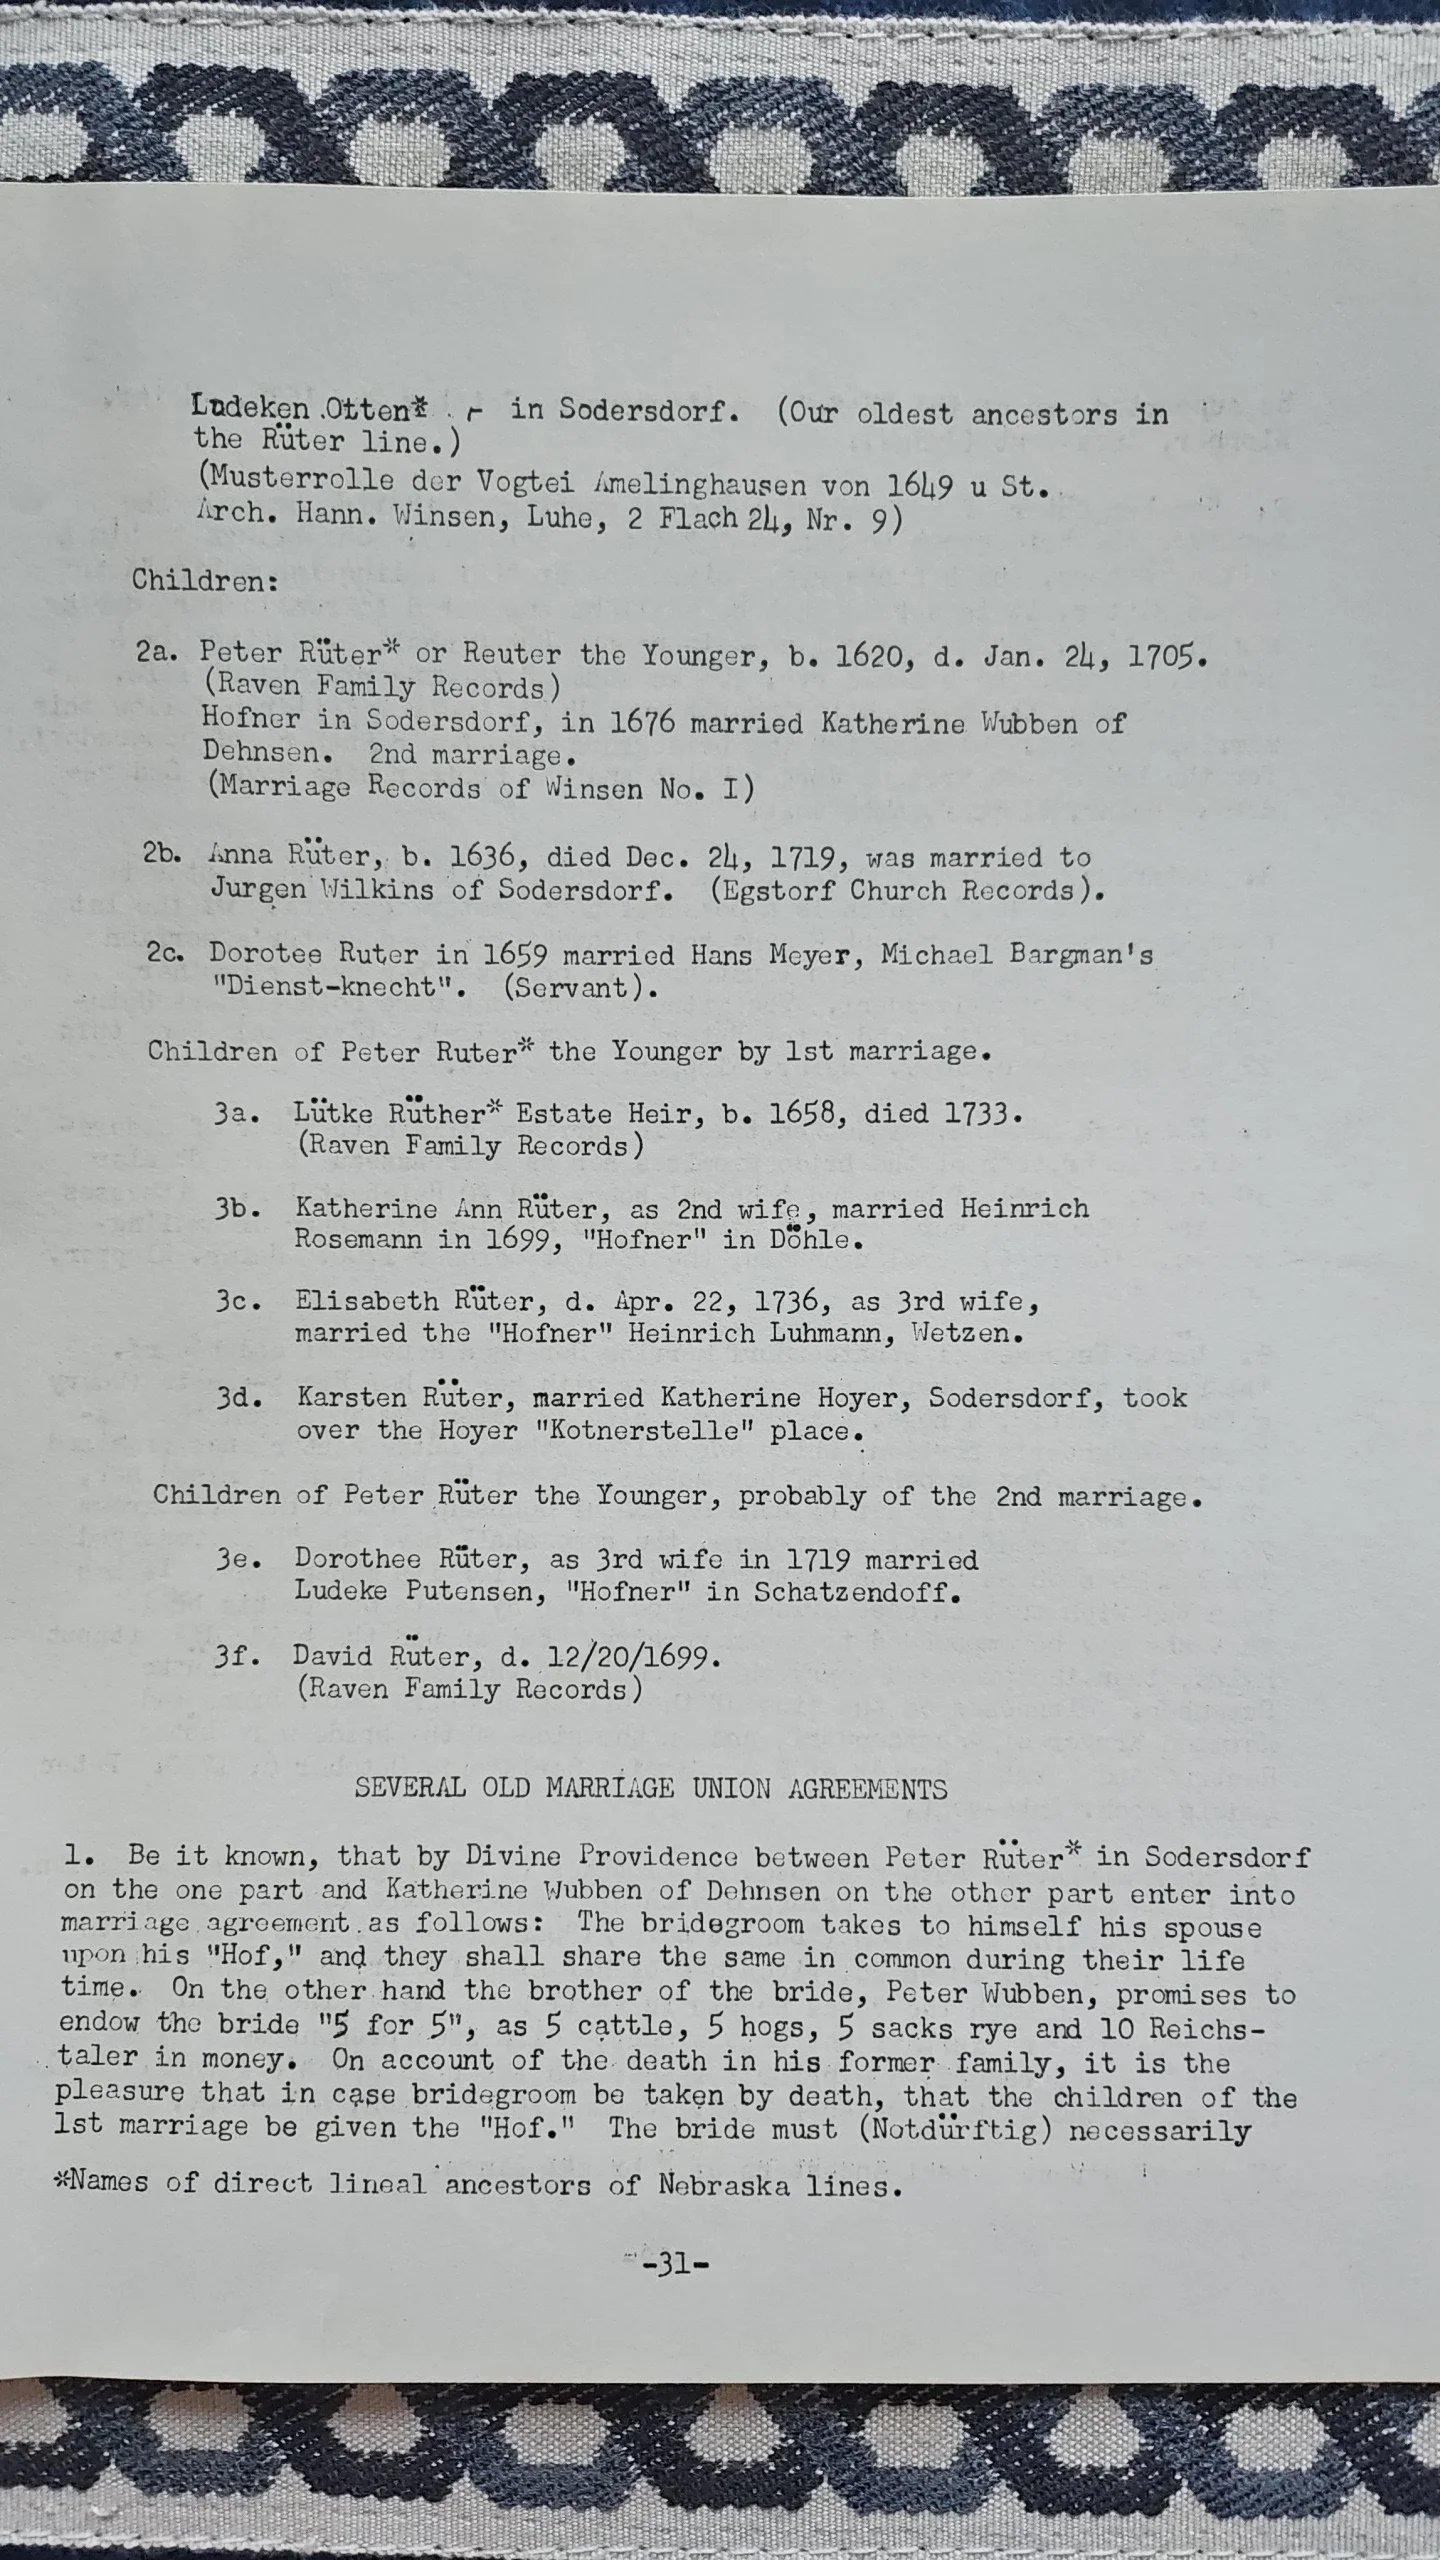 Ludeken Otten* - in Sodersdorf. (Our oldest ancestors in
the Rüter line.)
(Musterrolle der Vogtei Amelinghausen von 1649 u St.
Arch. Hann. Winsen, Luhe, 2 Flach 24, Nr. 9)
Children:
2a. Peter Rüter* or Reuter the Younger, b. 1620, d. Jan. 24, 1705.
(Raven Family Records)
Hofner in Sodersdorf, in 1676 married Katherine Wubben of
Dehnsen. 2nd marriage.
(Marriage Records of Winsen No. I)
2b. Anna Rüter, b. 1636, died Dec. 24, 1719, was married to
Jurgen Wilkins of Sodersdorf. (Egstorf Church Records).
2c. Dorotee Ruter in 1659 married Hans Meyer, Michael Bargman's
"Dienst-knecht". (Servant).
Children of Peter Ruter* the Younger by 1st marriage.
3a. Lütke Rüther* Estate Heir, b. 1658, died 1733.
(Raven Family Records)
3b. Katherine Ann Rüter, as 2nd wife, married Heinrich
Rosemann in 1699, "Hofner" in Döhle.
3c. Elisabeth Rüter, d. Apr. 22, 1736, as 3rd wife,
married the "Hofner" Heinrich Luhmann, Wetzen.
3d. Karsten Rüter, married Katherine Hoyer, Sodersdorf, took
over the Hoyer "Kotnerstelle" place.
Children of Peter Rüter the Younger, probably of the 2nd marriage.
3e. Dorothee Rüter, as 3rd wife in 1719 married
Ludeke Putensen, "Hofner" in Schatzendoff.
3f. David Rüter, d. 12/20/1699.
(Raven Family Records)
SEVERAL OLD MARRIAGE UNION AGREEMENTS
1. Be it known, that by Divine Providence between Peter Rüter* in Sodersdorf
on the one part and Katherine Wubben of Dehnsen on the other part enter into
marriage agreement as follows: The bridegroom takes to himself his spouse
upon his "Hof," and they shall share the same in common during their life
time. On the other hand the brother of the bride, Peter Wubben, promises to
endow the bride "5 for 5", as 5 cattle, 5 hogs, 5 sacks rye and 10 Reichs-
taler in money. On account of the death in his former family, it is the
pleasure that in case bridegroom be taken by death, that the children of the
1st marriage be given the "Hof." The bride must (Notdürftig) necessarily
*Names of direct lineal ancestors of Nebraska lines.
-31-